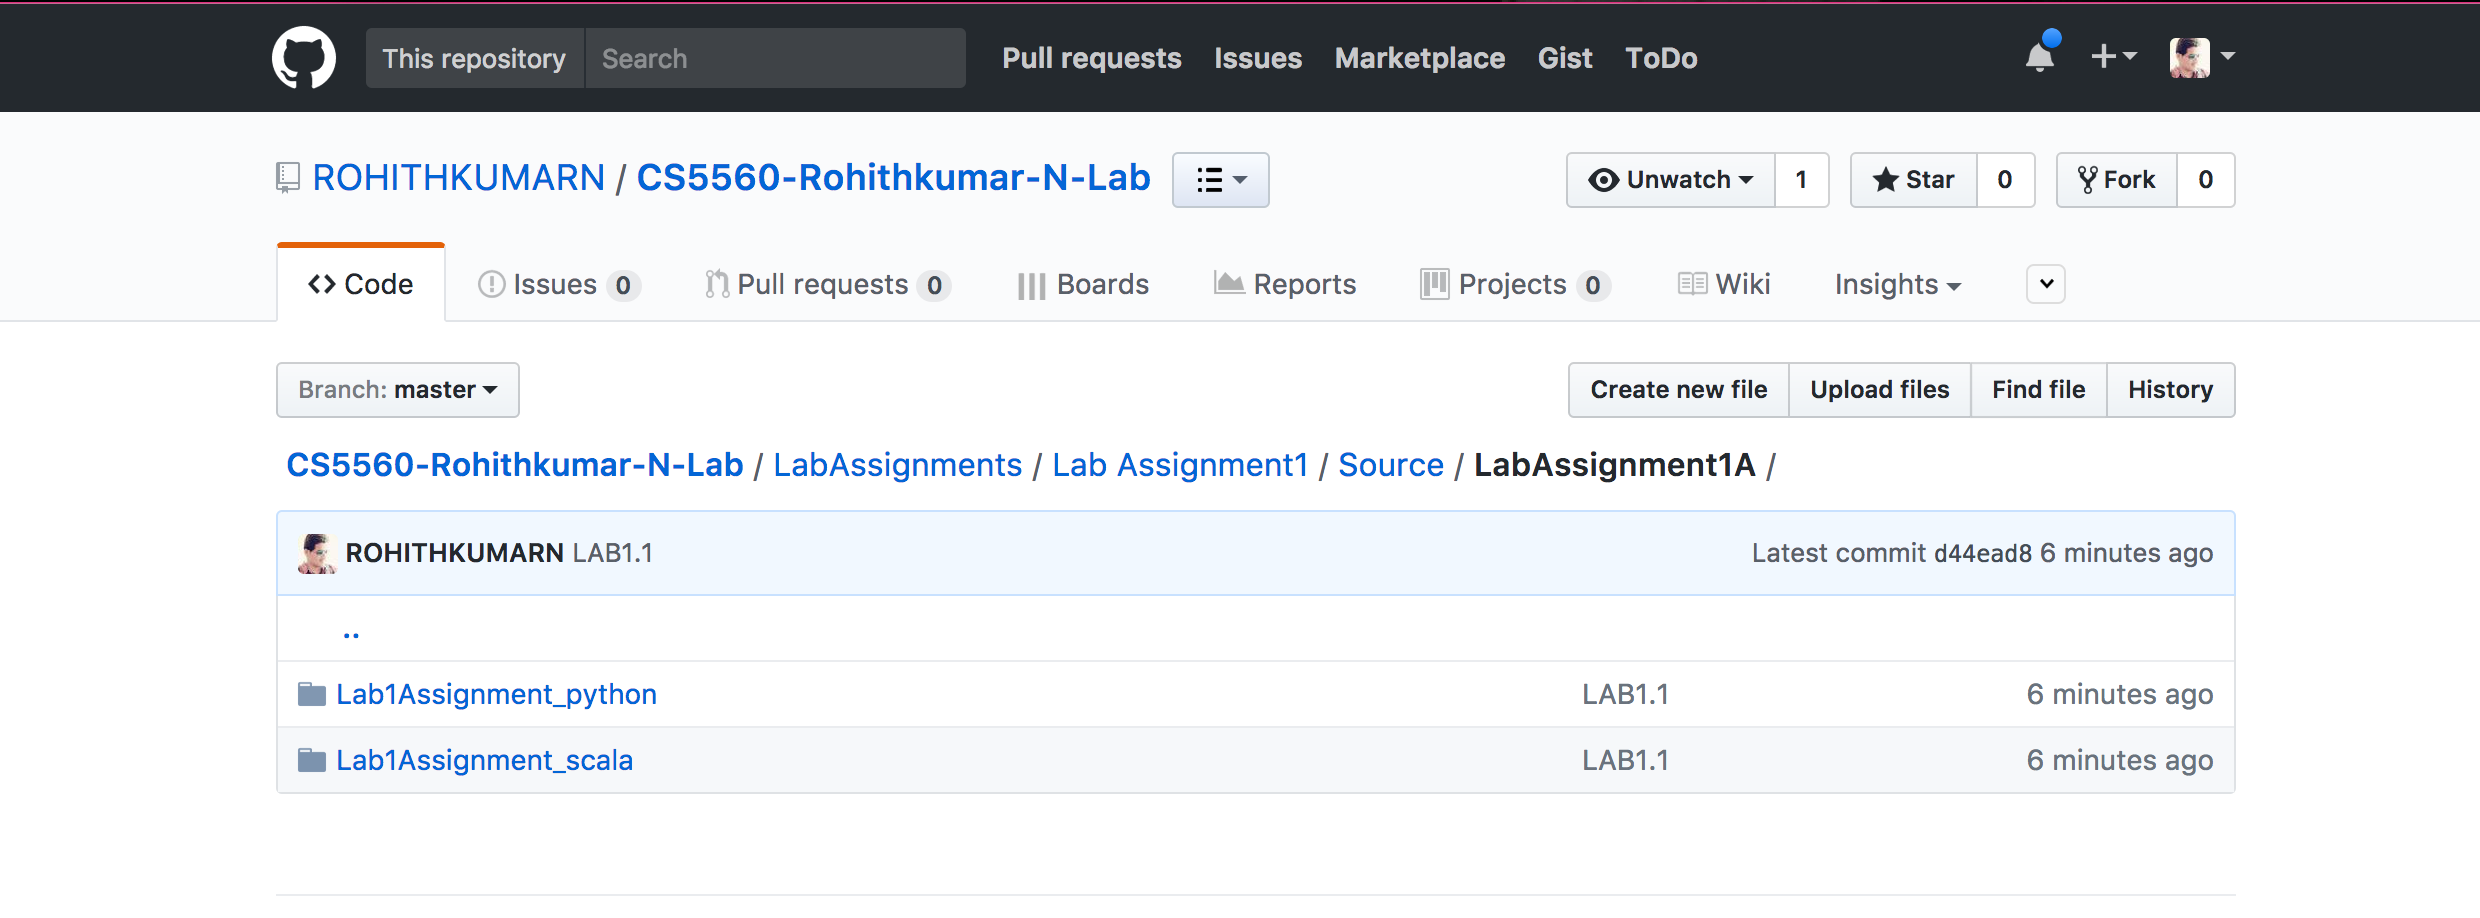 This repository Search Pull requests Issues Marketplace Gist ToDo
ROHITHKUMARN / CS5560-Rohithkumar-N-Lab Unwatch 1 Star 0 Fork 0
Code Issues 0 Pull requests 0 Boards Reports Projects 0 Wiki Insights
Branch: master Create new file Upload files Find file History
CS5560-Rohithkumar-N-Lab / LabAssignments / Lab Assignment1 / Source / LabAssignment1A /
ROHITHKUMARN LAB1.1 Latest commit d44ead8 6 minutes ago
..
Lab1Assignment_python LAB1.1 6 minutes ago
Lab1Assignment_scala LAB1.1 6 minutes ago